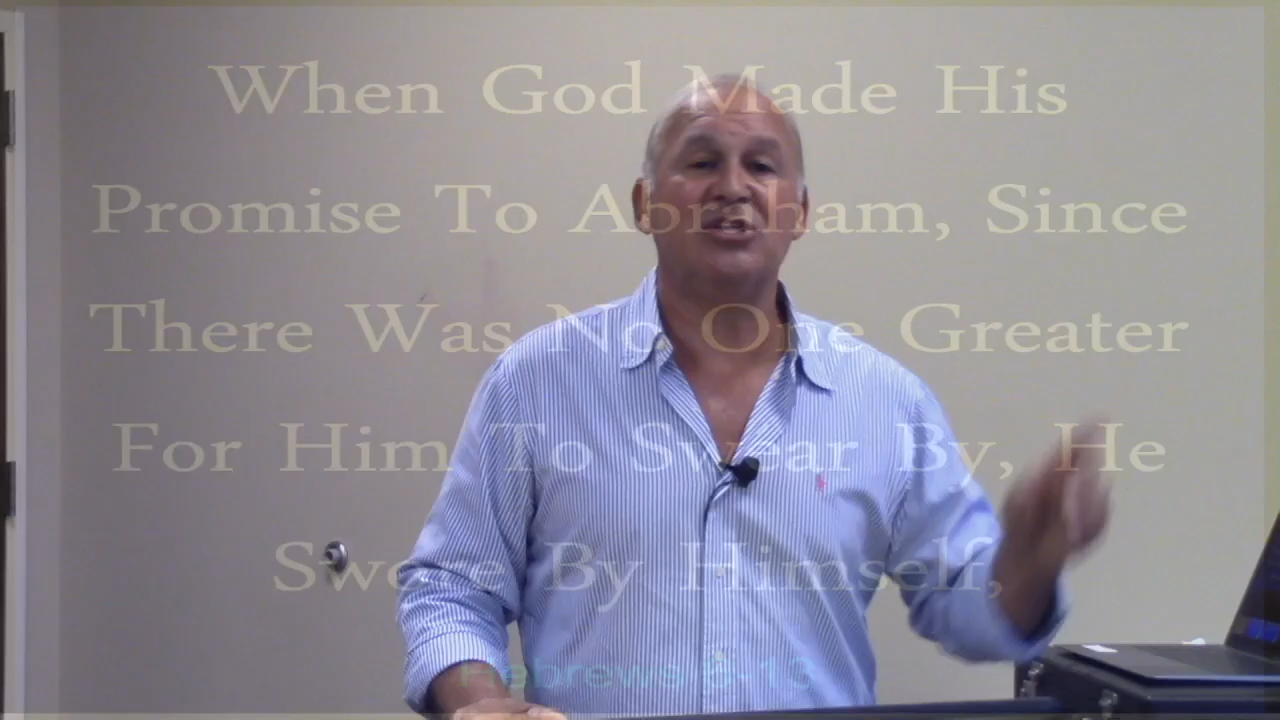 When God Made His
Promise To Abraham, Since
There Was No One Greater
For Him To Swear By, He
Swore By Himself,
Hebrews 6-13